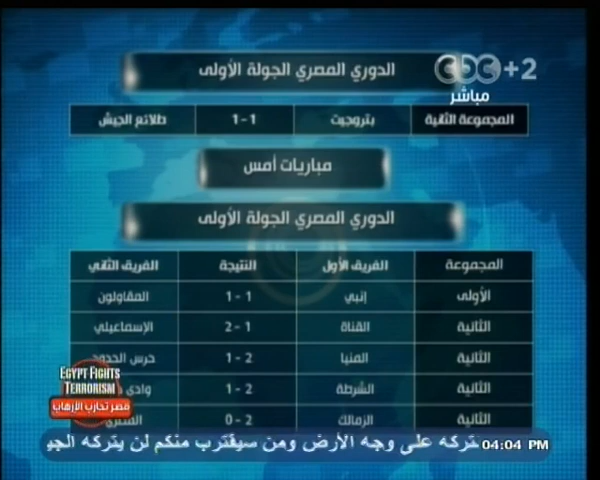 الدوري المصري الجولة الأولى
CBC +2
مباشر
المجموعة الثانية بتروجيت 1 - 1 طلائع الجيش
مباريات أمس
الدوري المصري الجولة الأولى
المجموعة الفريق الأول النتيجة الفريق الثاني
الأولى إنبي 1 - 1 المقاولون
الثانية القناة 2 - 1 الإسماعيلي
الثانية المنيا 1 - 2 حرس الحدود
الثانية الشرطة 1 - 2 وادي
الثانية الزمالك 0 - 2
EGYPT FIGHTS
TERRORISM
مصر تحارب الإرهاب
تركه على وجه الأرض ومن سيقترب منكم لن يتركه الجي
04:04 PM